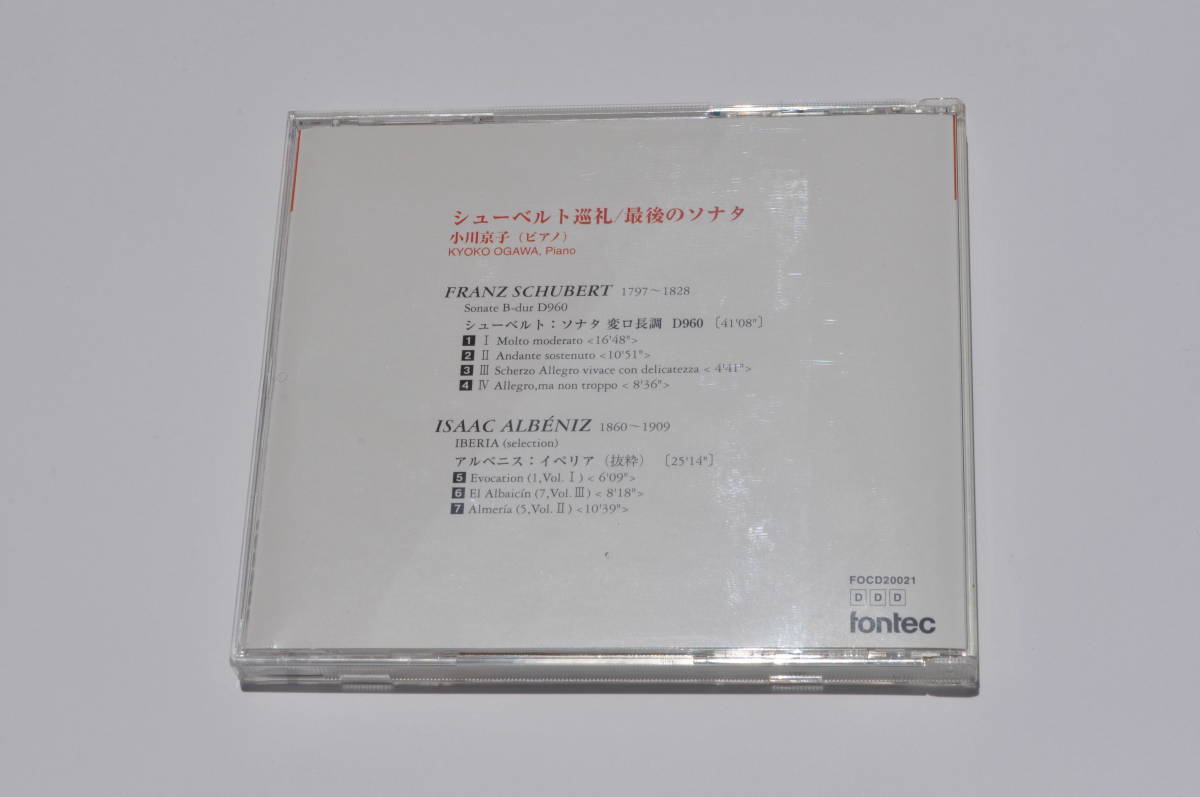 シューベルト巡礼/最後のソナタ
小川京子（ピアノ）
KYOKO OGAWA, Piano
FRANZ SCHUBERT 1797～1828
Sonate B-dur D960
シューベルト：ソナタ 変ロ長調 D960〔41'08"〕
1 Ⅰ Molto moderato <16'48">
2 Ⅱ Andante sostenuto <10'51">
3 Ⅲ Scherzo Allegro vivace con delicatezza < 4'41">
4 Ⅳ Allegro,ma non troppo < 8'36">
ISAAC ALBÉNIZ 1860～1909
IBERIA (selection)
アルベニス：イベリア（抜粋）〔25'14"〕
5 Evocation (1,Vol.Ⅰ) < 6'09">
6 El Albaicín (7,Vol.Ⅲ) < 8'18">
7 Almería (5,Vol.Ⅱ) <10'39">
FOCD20021
D D D
fontec